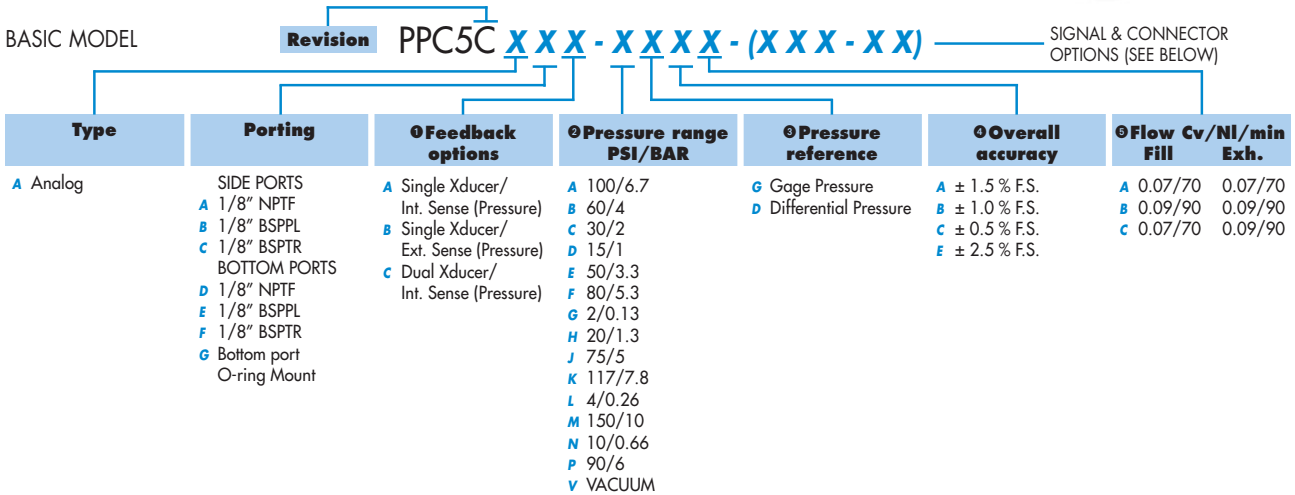 BASIC MODEL
Revision
PPC5C X X X - X X X X - (X X X - X X)
SIGNAL & CONNECTOR
OPTIONS (SEE BELOW)
Type
A Analog
Porting
SIDE PORTS
A 1/8" NPTF
B 1/8" BSPPL
C 1/8" BSPTR
BOTTOM PORTS
D 1/8" NPTF
E 1/8" BSPPL
F 1/8" BSPTR
G Bottom port
O-ring Mount
❶Feedback
options
A Single Xducer/
Int. Sense (Pressure)
B Single Xducer/
Ext. Sense (Pressure)
C Dual Xducer/
Int. Sense (Pressure)
❷Pressure range
PSI/BAR
A 100/6.7
B 60/4
C 30/2
D 15/1
E 50/3.3
F 80/5.3
G 2/0.13
H 20/1.3
J 75/5
K 117/7.8
L 4/0.26
M 150/10
N 10/0.66
P 90/6
V VACUUM
❸Pressure
reference
G Gage Pressure
D Differential Pressure
❹Overall
accuracy
A ± 1.5 % F.S.
B ± 1.0 % F.S.
C ± 0.5 % F.S.
E ± 2.5 % F.S.
❺Flow Cv/Nl/min
Fill Exh.
A 0.07/70 0.07/70
B 0.09/90 0.09/90
C 0.07/70 0.09/90